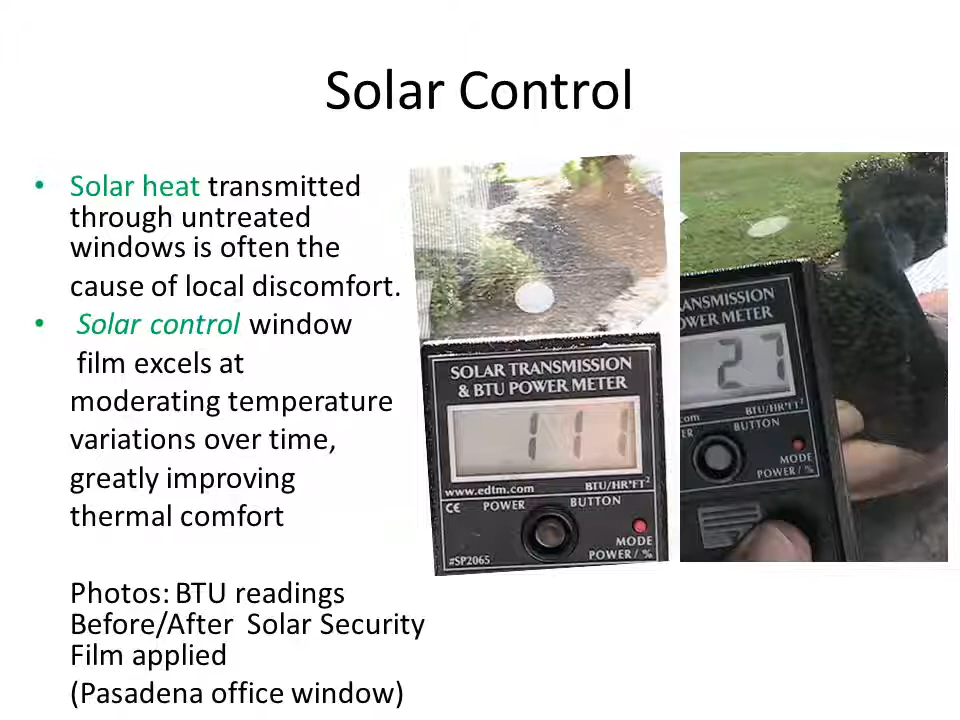 Solar Control
• Solar heat transmitted
through untreated
windows is often the
cause of local discomfort.
• Solar control window
film excels at
moderating temperature
variations over time,
greatly improving
thermal comfort
Photos: BTU readings
Before/After Solar Security
Film applied
(Pasadena office window)
SOLAR TRANSMISSION
& BTU POWER METER
111
www.edtm.com BTU/HR*FT²
CE POWER BUTTON
MODE
#SP2065 POWER/%
ANSMISSION
OWER METER
27
com BTU/HR*FT²
ER BUTTON
MODE
POWER/%